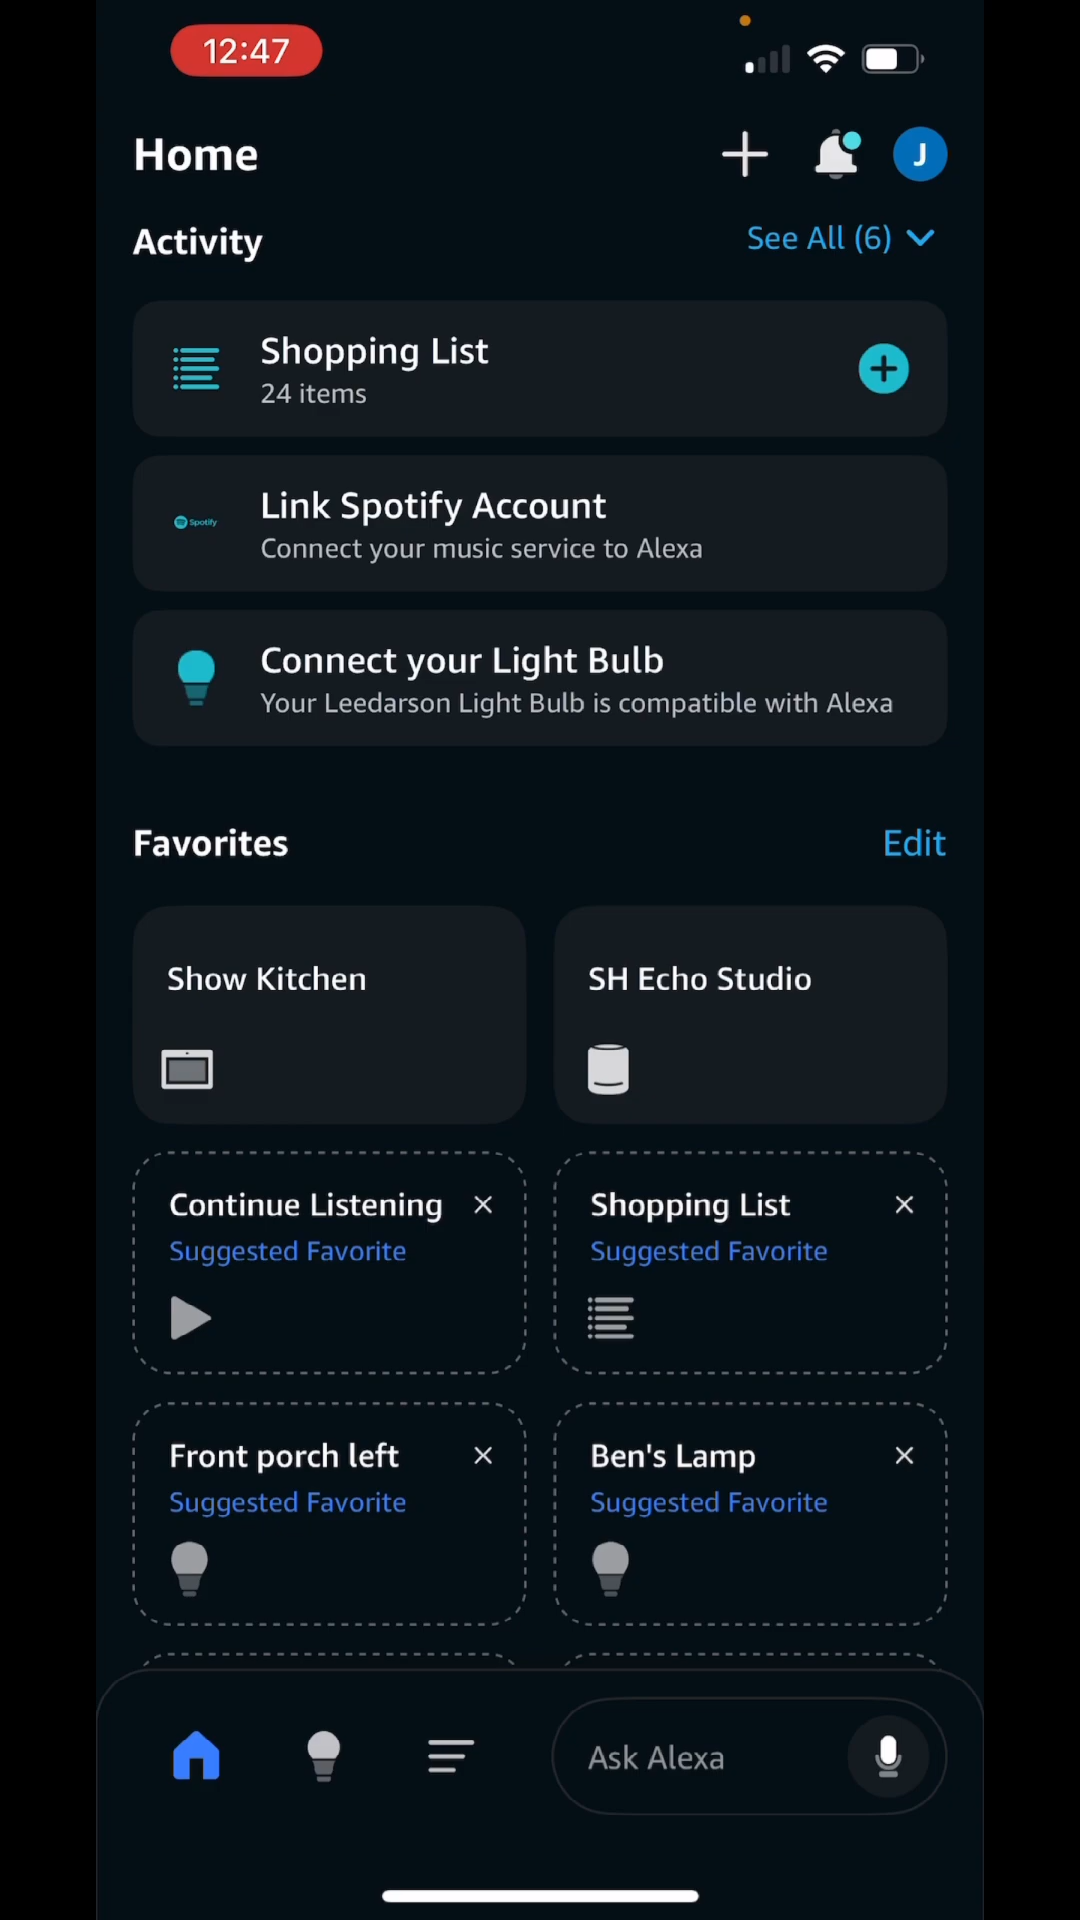 12:47
Home
J
Activity
See All (6)
Shopping List
24 items
Spotify
Link Spotify Account
Connect your music service to Alexa
Connect your Light Bulb
Your Leedarson Light Bulb is compatible with Alexa
Favorites
Edit
Show Kitchen
SH Echo Studio
Continue Listening
Suggested Favorite
Shopping List
Suggested Favorite
Front porch left
Suggested Favorite
Ben's Lamp
Suggested Favorite
Ask Alexa